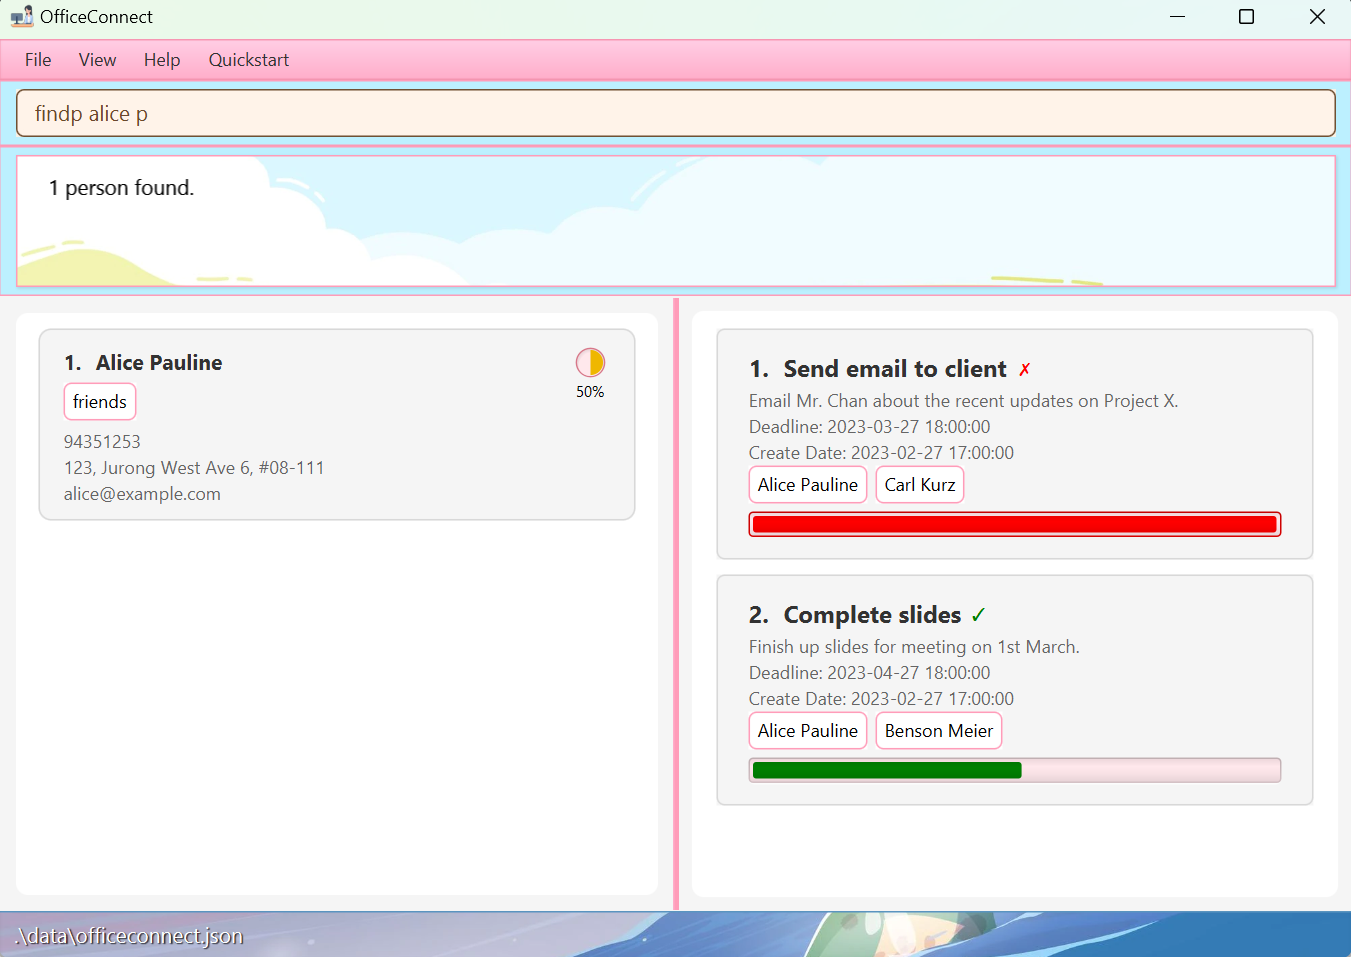 OfficeConnect
File View Help Quickstart
findp alice p
1 person found.
1. Alice Pauline
50%
friends
94351253
123, Jurong West Ave 6, #08-111
alice@example.com
1. Send email to client ✗
Email Mr. Chan about the recent updates on Project X.
Deadline: 2023-03-27 18:00:00
Create Date: 2023-02-27 17:00:00
Alice Pauline Carl Kurz
2. Complete slides ✓
Finish up slides for meeting on 1st March.
Deadline: 2023-04-27 18:00:00
Create Date: 2023-02-27 17:00:00
Alice Pauline Benson Meier
.\data\officeconnect.json